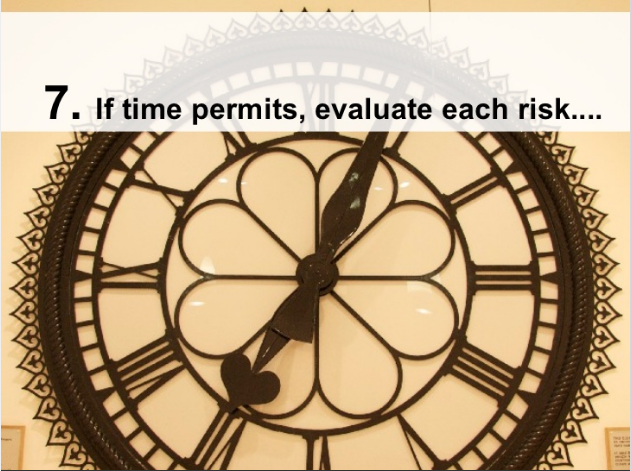 7. If time permits, evaluate each risk....